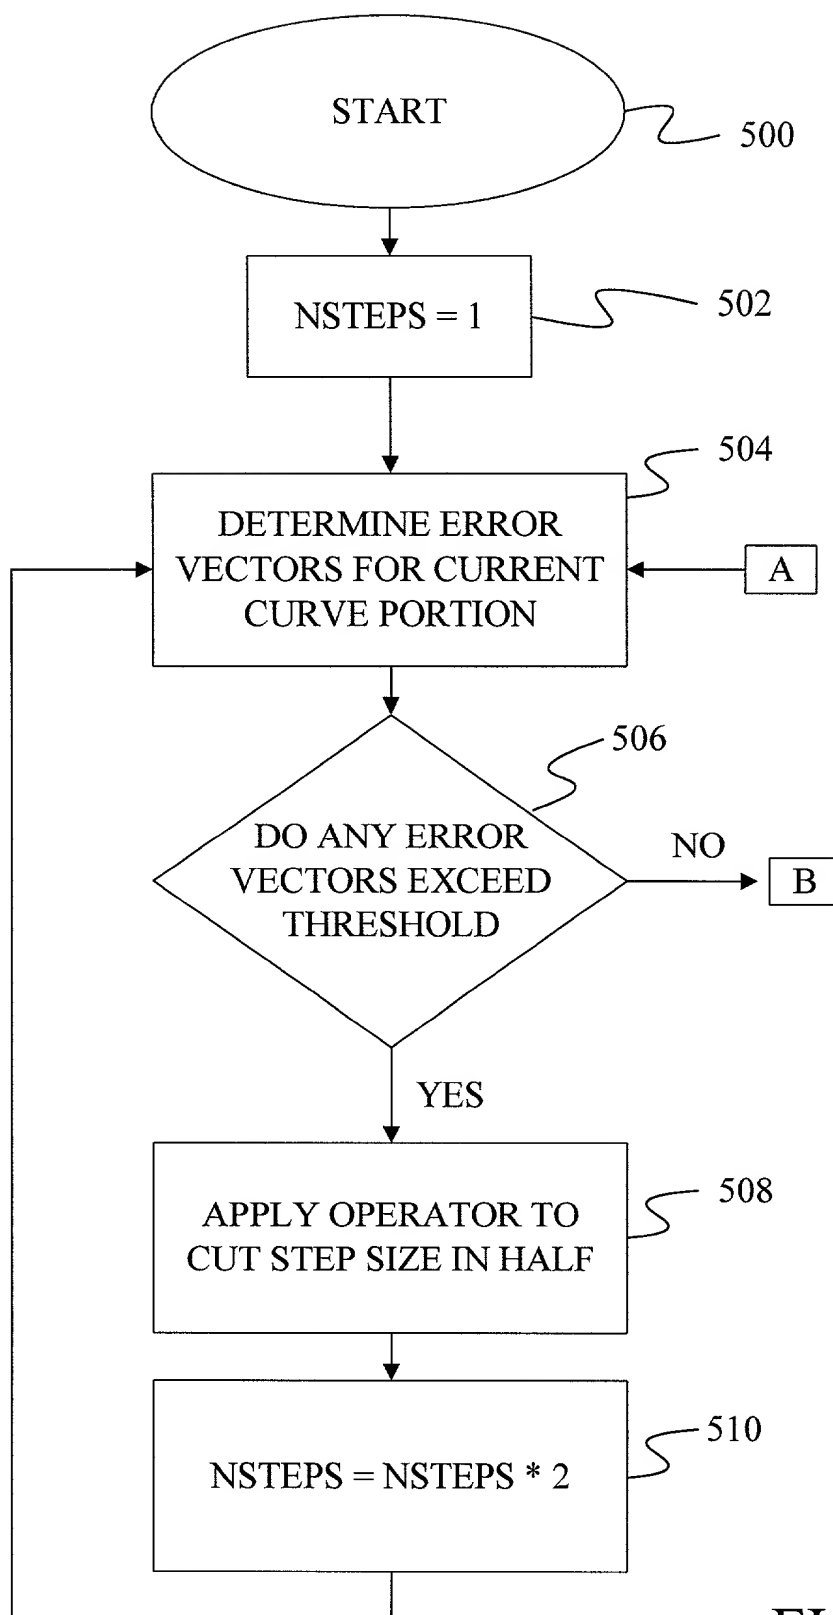 START
500
NSTEPS = 1
502
504
DETERMINE ERROR
VECTORS FOR CURRENT
CURVE PORTION
A
506
DO ANY ERROR
VECTORS EXCEED
THRESHOLD
NO
B
YES
508
APPLY OPERATOR TO
CUT STEP SIZE IN HALF
510
NSTEPS = NSTEPS * 2